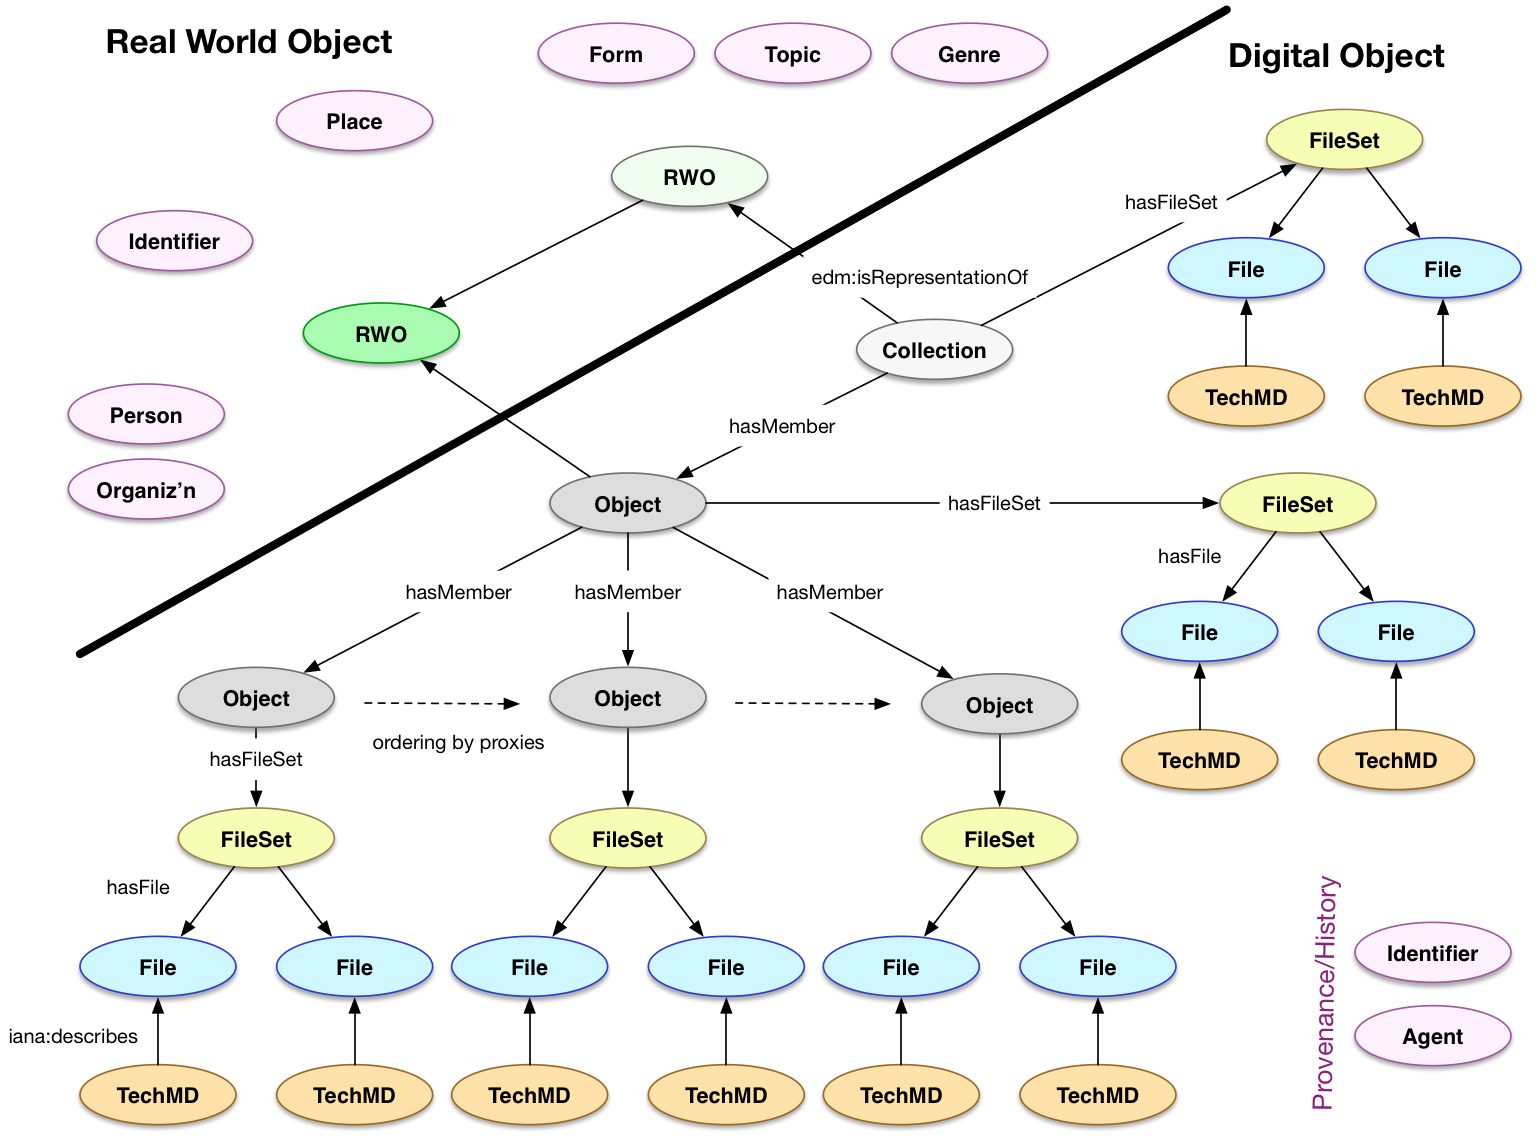 Real World Object
Form
Topic
Genre
Digital Object
Place
FileSet
RWO
hasFileSet
Identifier
File
File
edm:isRepresentationOf
RWO
Collection
TechMD
TechMD
Person
hasMember
Organiz'n
Object
hasFileSet
FileSet
hasFile
hasMember
hasMember
hasMember
File
File
Object
Object
Object
ordering by proxies
hasFileSet
TechMD
TechMD
FileSet
FileSet
FileSet
hasFile
Provenance/History
Identifier
File
File
File
File
File
File
iana:describes
Agent
TechMD
TechMD
TechMD
TechMD
TechMD
TechMD